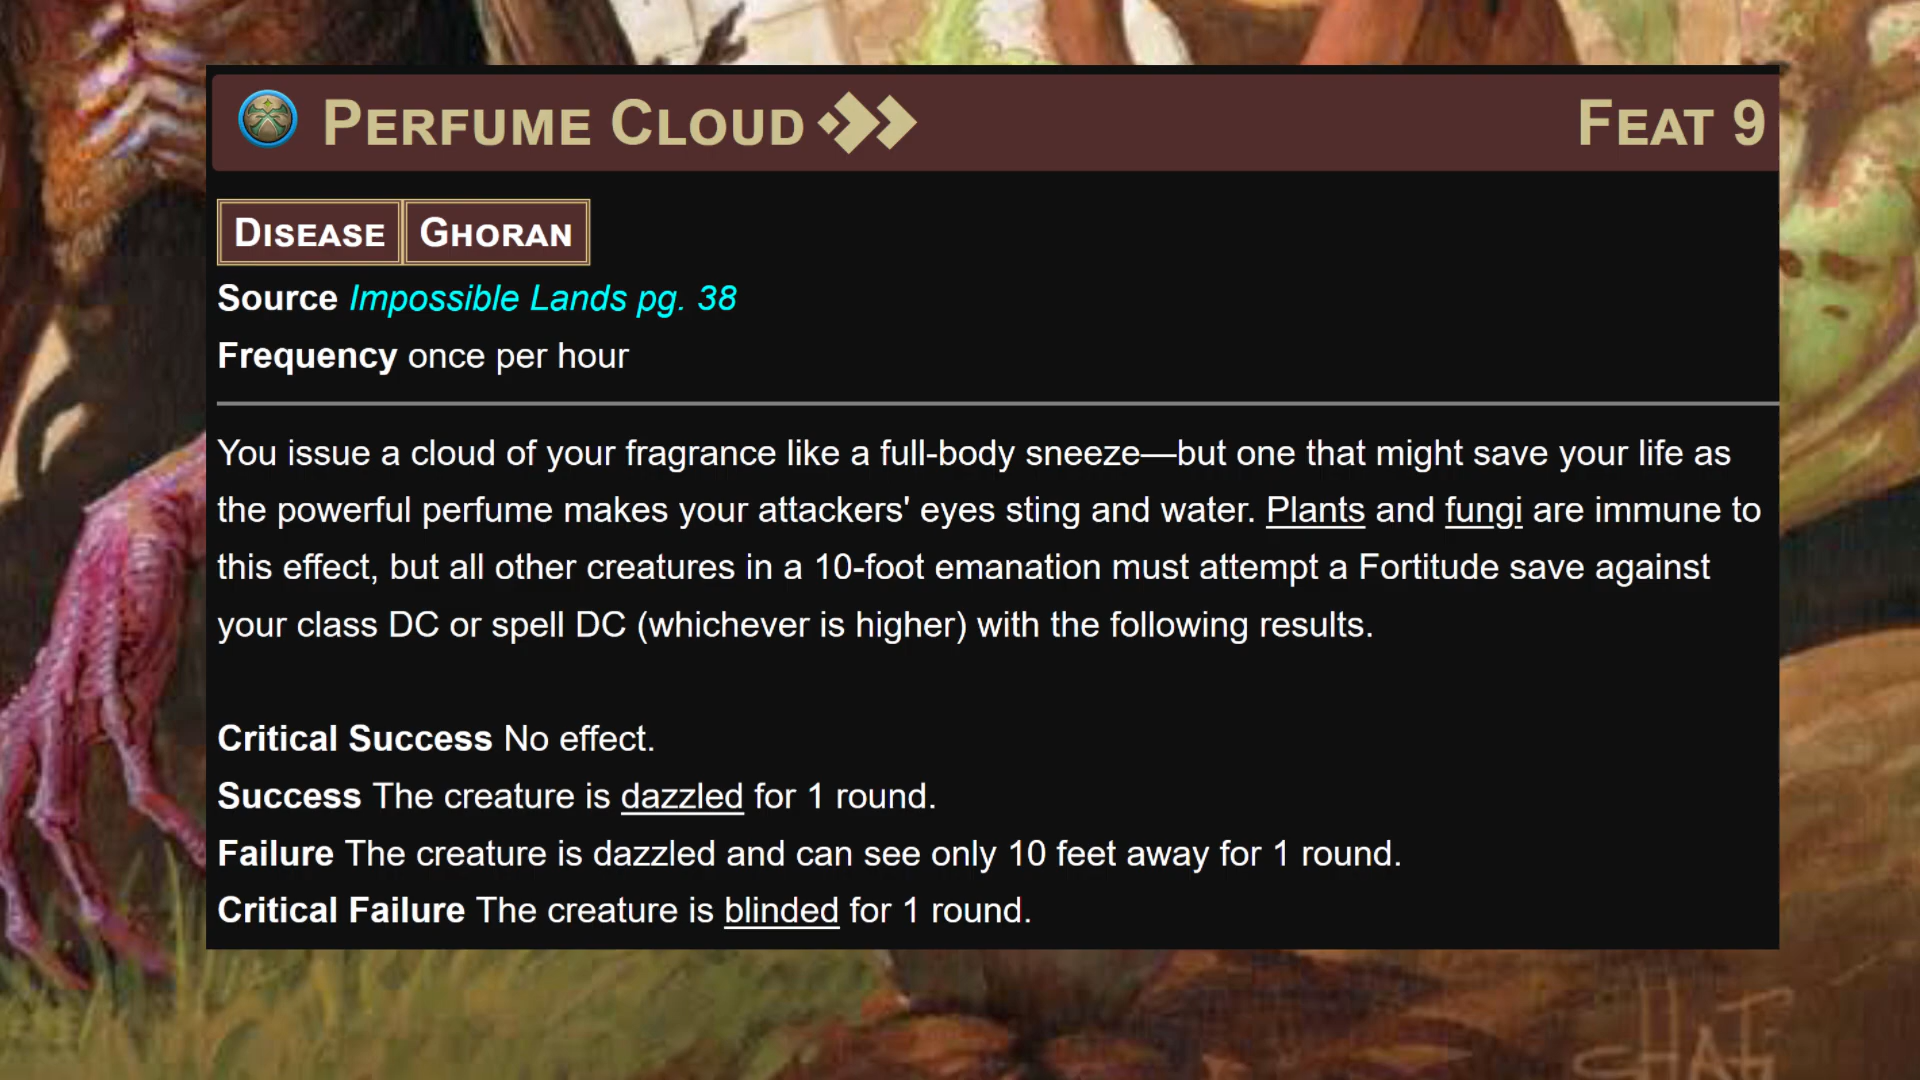 PERFUME CLOUD
FEAT 9
DISEASE GHORAN
Source Impossible Lands pg. 38
Frequency once per hour
You issue a cloud of your fragrance like a full-body sneeze—but one that might save your life as
the powerful perfume makes your attackers' eyes sting and water. Plants and fungi are immune to
this effect, but all other creatures in a 10-foot emanation must attempt a Fortitude save against
your class DC or spell DC (whichever is higher) with the following results.
Critical Success No effect.
Success The creature is dazzled for 1 round.
Failure The creature is dazzled and can see only 10 feet away for 1 round.
Critical Failure The creature is blinded for 1 round.